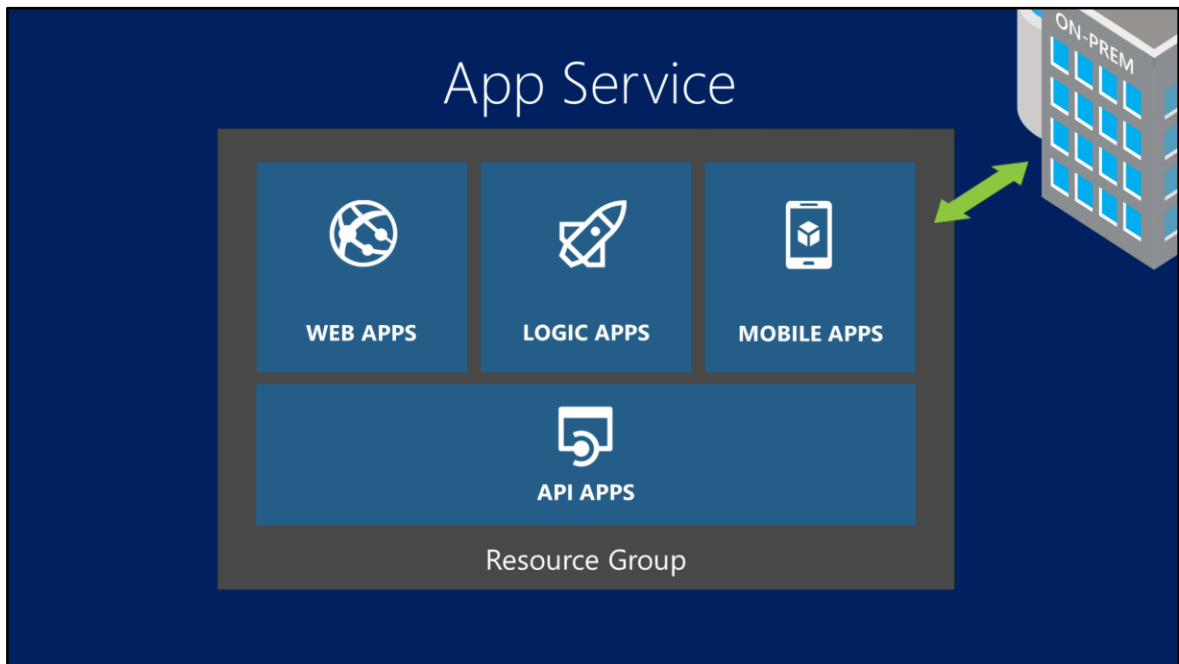 App Service
ON-PREM
WEB APPS
LOGIC APPS
MOBILE APPS
API APPS
Resource Group